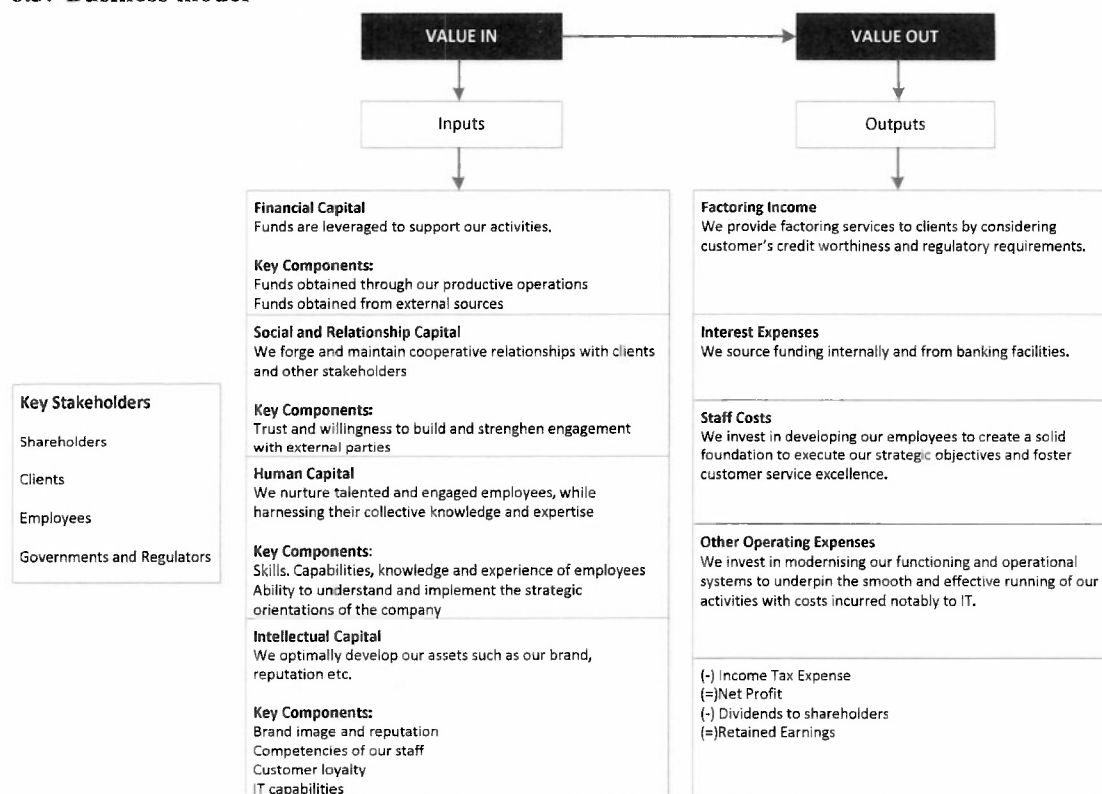 VALUE IN
VALUE OUT
Inputs
Outputs
Key Stakeholders
Shareholders
Clients
Employees
Governments and Regulators
Financial Capital
Funds are leveraged to support our activities.
Key Components:
Funds obtained through our productive operations
Funds obtained from external sources
Social and Relationship Capital
We forge and maintain cooperative relationships with clients
and other stakeholders
Key Components:
Trust and willingness to build and strenghen engagement
with external parties
Human Capital
We nurture talented and engaged employees, while
harnessing their collective knowledge and expertise
Key Components:
Skills. Capabilities, knowledge and experience of employees
Ability to understand and implement the strategic
orientations of the company
Intellectual Capital
We optimally develop our assets such as our brand,
reputation etc.
Key Components:
Brand image and reputation
Competencies of our staff
Customer loyalty
IT capabilities
Factoring Income
We provide factoring services to clients by considering
customer's credit worthiness and regulatory requirements.
Interest Expenses
We source funding internally and from banking facilities.
Staff Costs
We invest in developing our employees to create a solid
foundation to execute our strategic objectives and foster
customer service excellence.
Other Operating Expenses
We invest in modernising our functioning and operational
systems to underpin the smooth and effective running of our
activities with costs incurred notably to IT.
(-) Income Tax Expense
(=)Net Profit
(-) Dividends to shareholders
(=)Retained Earnings